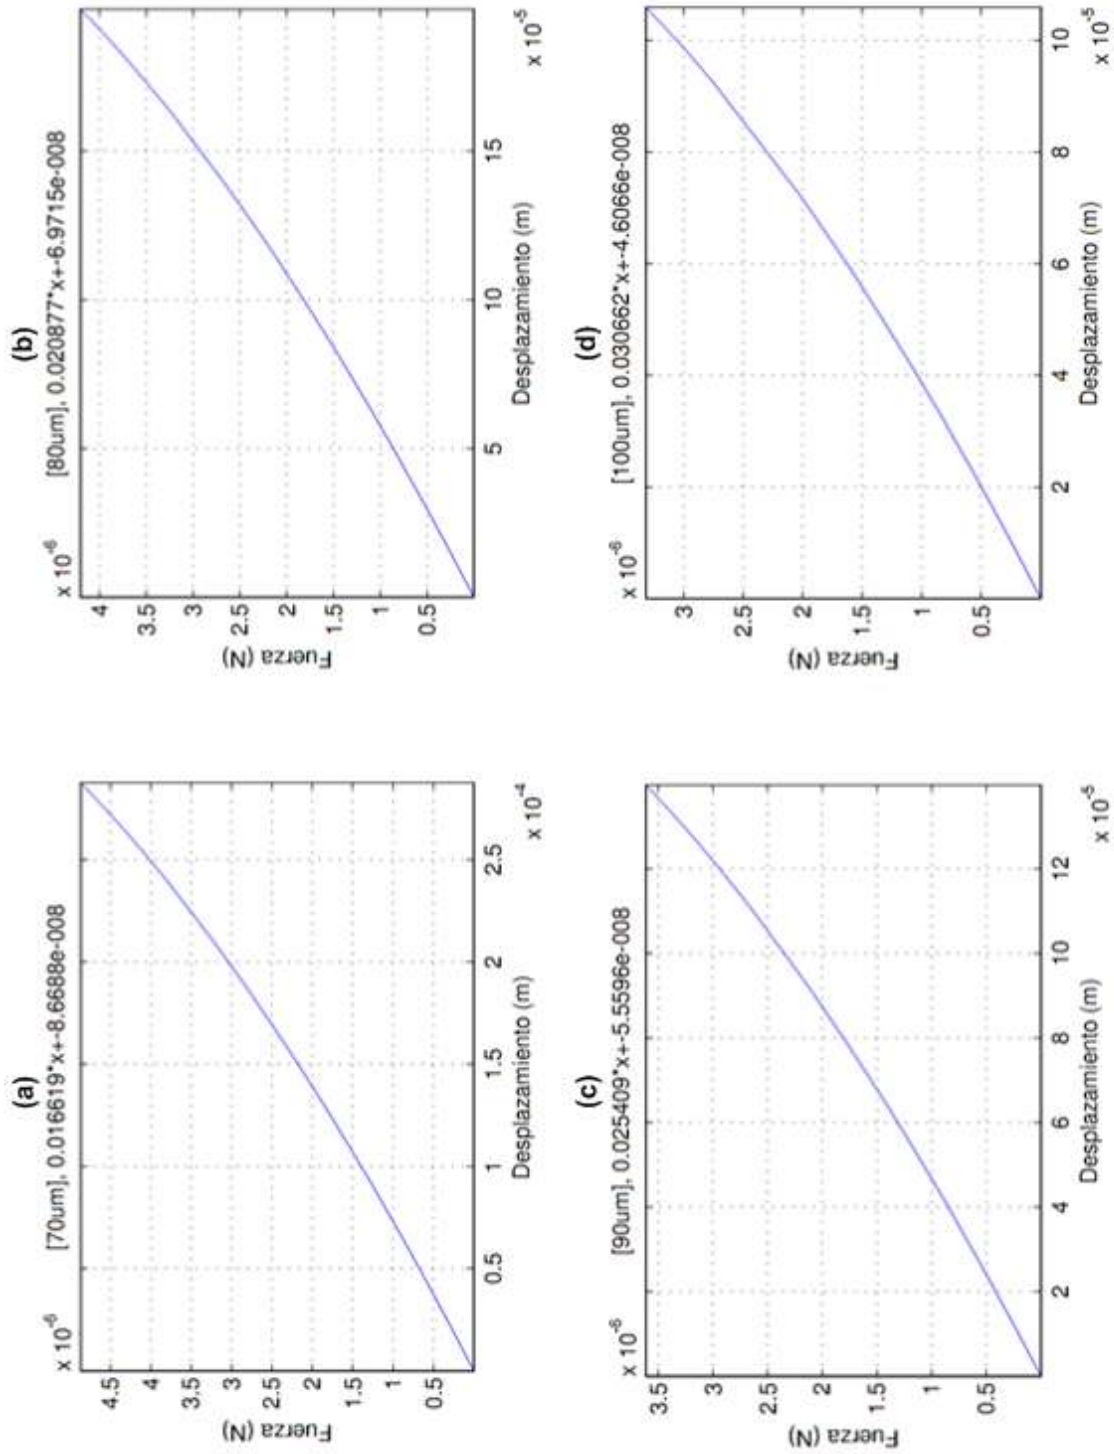 (a)
[70um], 0.016619*x+-8.6688e-008
x 10-6
4.5
4
3.5
3
2.5
2
1.5
1
0.5
Fuerza (N)
0.5
1
1.5
2
2.5
x 10-4
Desplazamiento (m)
(b)
[80um], 0.020877*x+-6.9715e-008
x 10-6
4
3.5
3
2.5
2
1.5
1
0.5
Fuerza (N)
5
10
15
x 10-5
Desplazamiento (m)
(c)
[90um], 0.025409*x+-5.5596e-008
x 10-6
3.5
3
2.5
2
1.5
1
0.5
Fuerza (N)
2
4
6
8
10
12
x 10-5
Desplazamiento (m)
(d)
[100um], 0.030662*x+-4.6066e-008
x 10-6
3
2.5
2
1.5
1
0.5
Fuerza (N)
2
4
6
8
10
x 10-5
Desplazamiento (m)